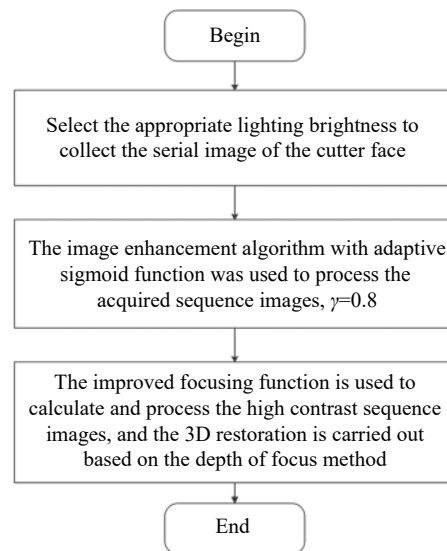 Begin
Select the appropriate lighting brightness to
collect the serial image of the cutter face
The image enhancement algorithm with adaptive
sigmoid function was used to process the
acquired sequence images, γ=0.8
The improved focusing function is used to
calculate and process the high contrast sequence
images, and the 3D restoration is carried out
based on the depth of focus method
End